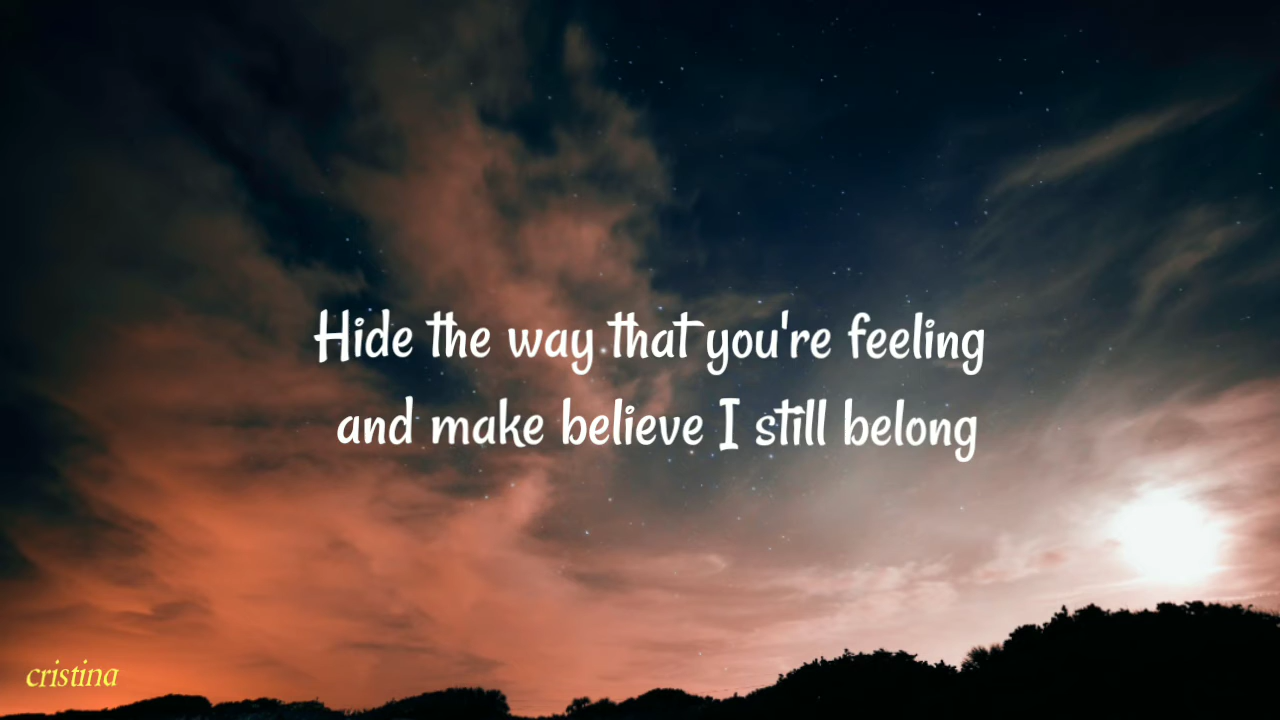 Hide the way that you're feeling
and make believe I still belong
cristina